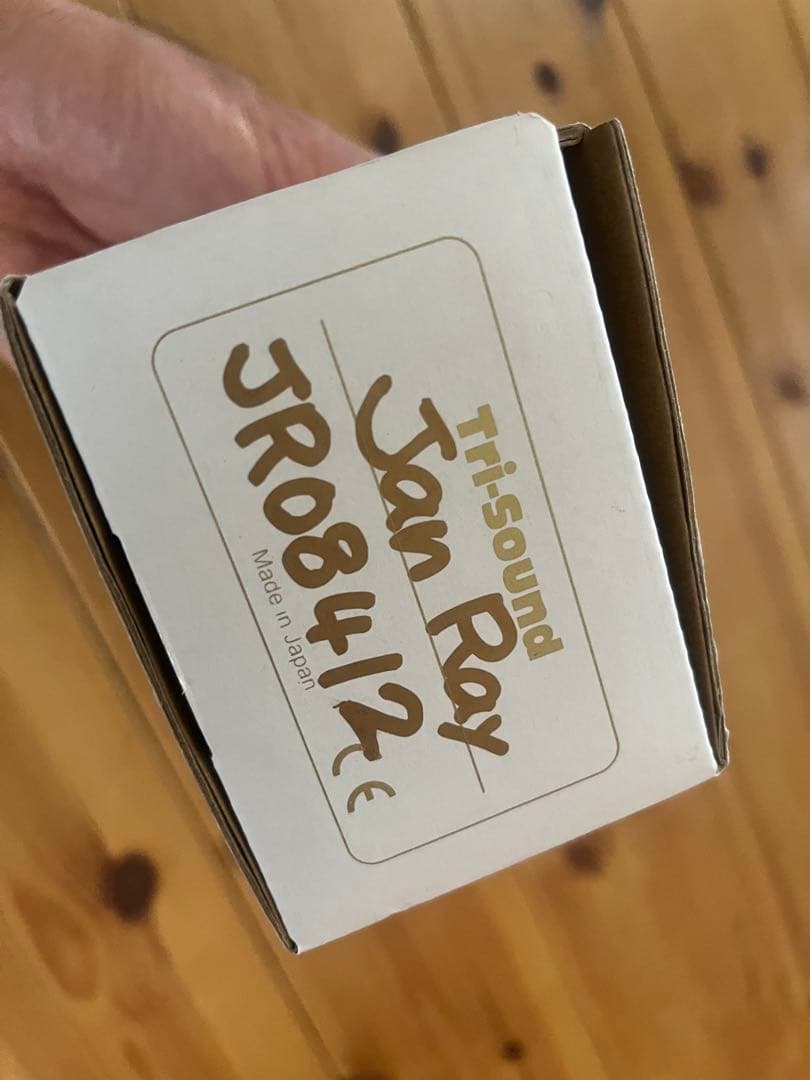 Tri-Sound
Jan Ray
JR08412
Made in Japan CE